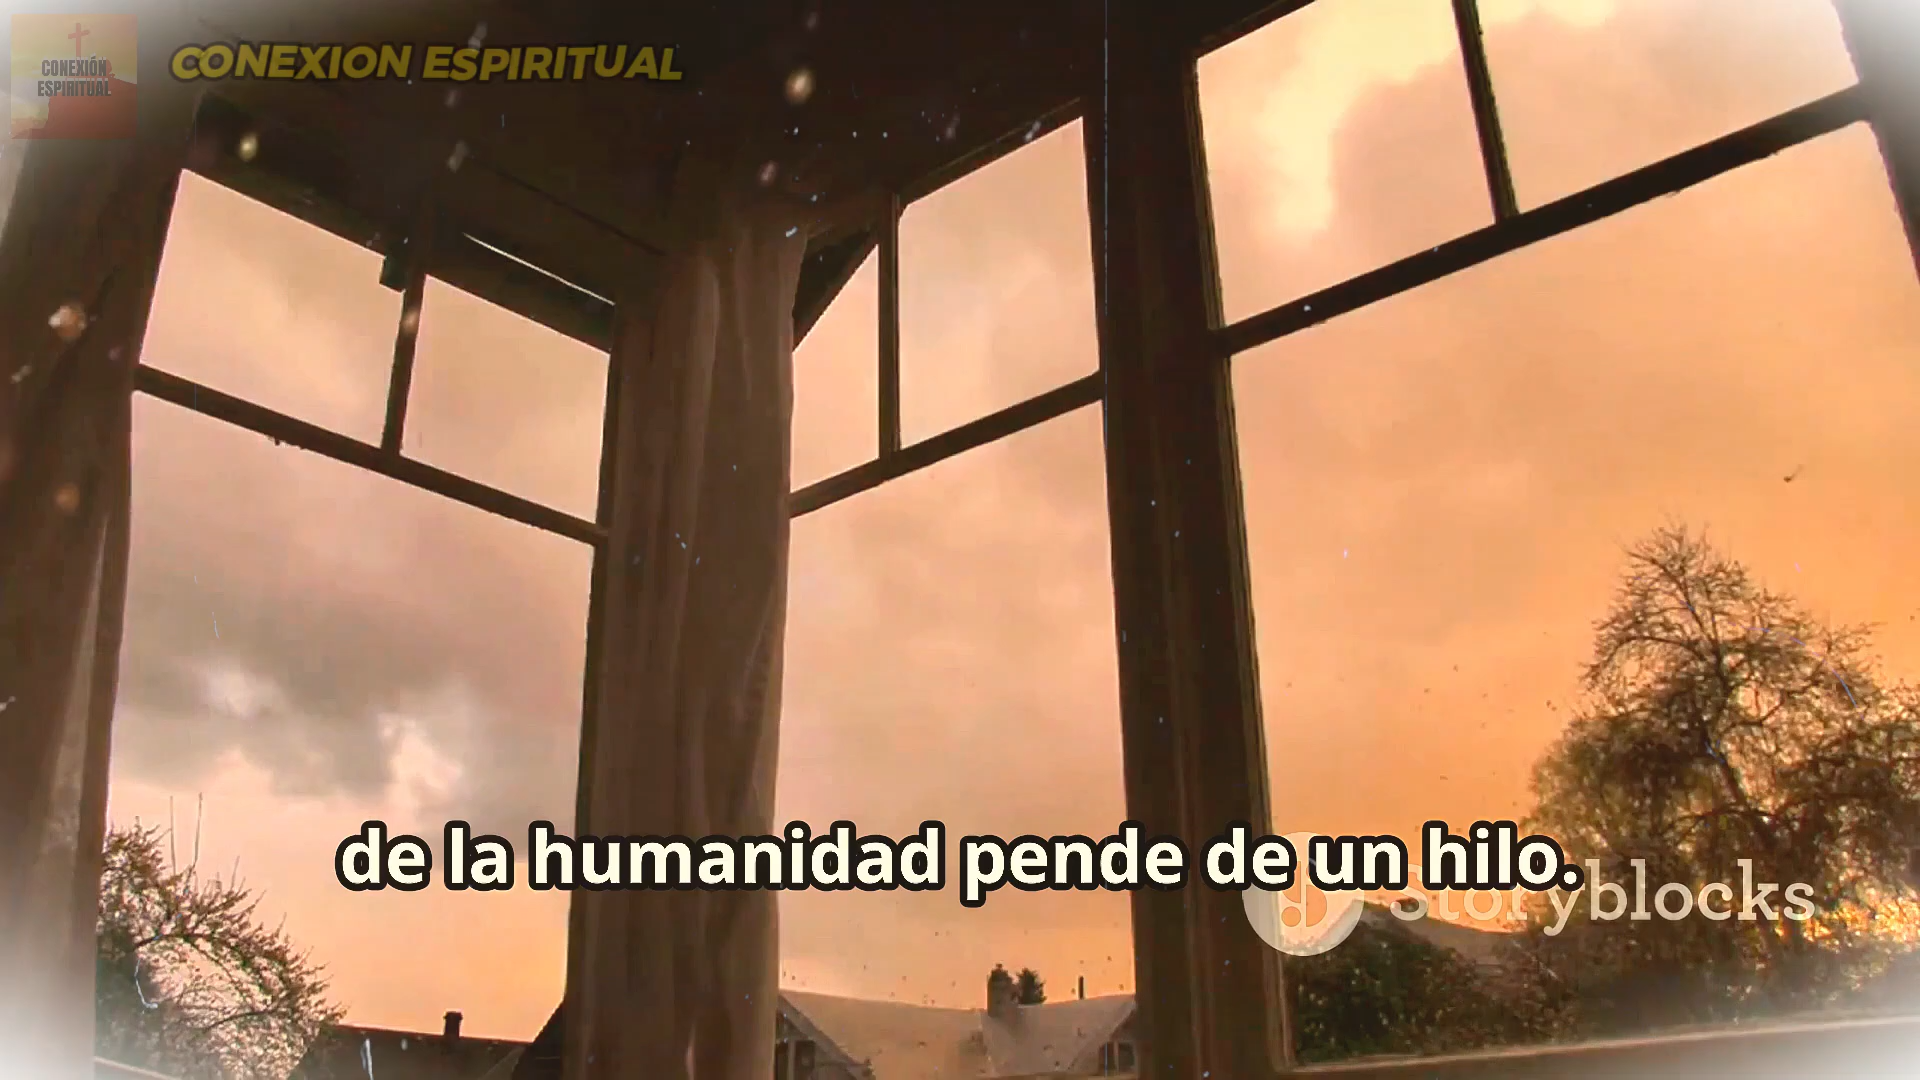 CONEXIÓN
ESPIRITUAL
CONEXION ESPIRITUAL
de la humanidad pende de un hilo.
Storyblocks